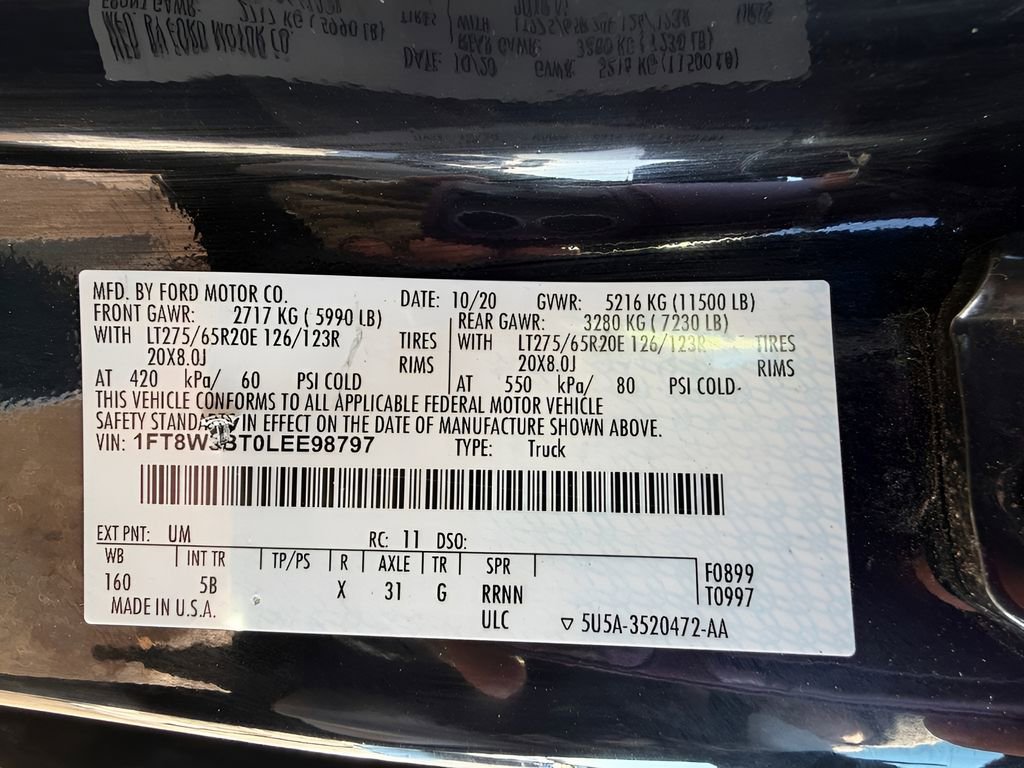 MFD. BY FORD MOTOR CO. DATE: 10/20 GVWR: 5216 KG (11500 LB)
FRONT GAWR: 2717 KG ( 5990 LB) REAR GAWR: 3280 KG ( 7230 LB)
WITH LT275/65R20E 126/123R TIRES WITH LT275/65R20E 126/123R TIRES
20X8.0J RIMS 20X8.0J RIMS
AT 420 kPa/ 60 PSI COLD AT 550 kPa/ 80 PSI COLD
THIS VEHICLE CONFORMS TO ALL APPLICABLE FEDERAL MOTOR VEHICLE
SAFETY IN EFFECT ON THE DATE OF MANUFACTURE SHOWN ABOVE.
VIN: TYPE: Truck
EXT PNT: UM RC: 11 DSO:
WB INT TR TP/PS R AXLE TR SPR
160 5B X 31 G RRNN
F0899
T0997
MADE IN U.S.A. ULC ▽ 5U5A-3520472-AA